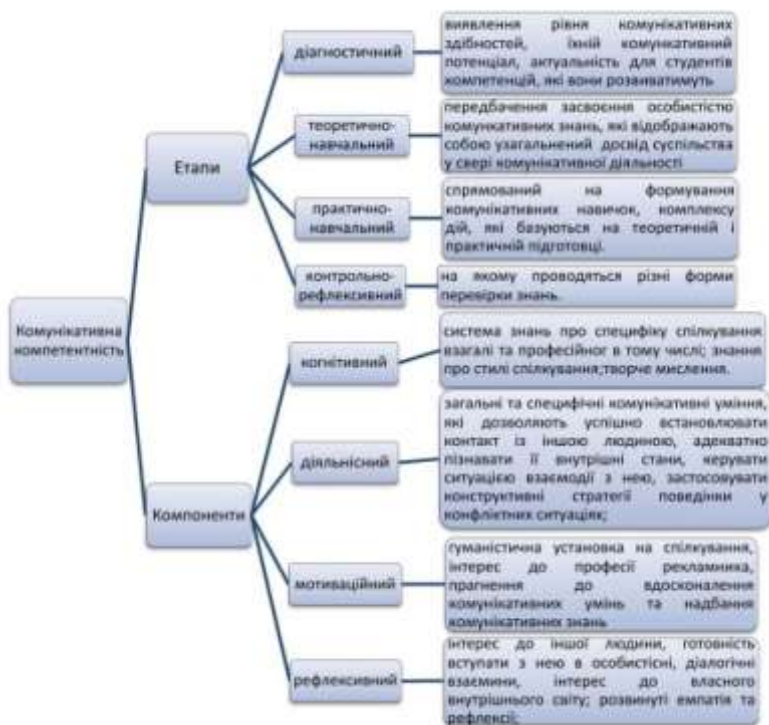 Комунікативна
компетентність
Етапи
діагностичний
виявлення рівня комунікативних
здібностей, їхній комунікативний
потенціал, актуальність для студентів
компетенцій, які вони розвиватимуть
теоретично-
навчальний
передбачення засвоєння особистістю
комункативних знань, які відображають
собою узагальнений досвід суспільства
у сфері комунікативної діяльності
практично-
навчальний
спрямований на формування
комунікативних навичок, комплексу
дій, які базуються на теоретичній і
практичній підготовці.
контрольно-
рефлексивний
на якому проводяться різні форми
перевірки знань.
Компоненти
когнітивний
система знань про специфіку спілкування
взагалі та професійног в тому числі; знання
про стилі спілкування;творче мислення.
діяльнісний
загальні та специфічні комунікативні уміння,
які дозволяють успішно встановлювати
контакт із іншою людиною, адекватно
пізнавати її внутрішні стани, керувати
ситуацією взаємодії з нею, застосовувати
конструктивні стратегії поведінки у
конфліктних ситуаціях;
мотиваційний
гуманістична установка на спілкування,
інтерес до професії рекламника,
прагнення до вдосконалення
комунікативних умінь та надбання
комунікативних знань
рефлексивний
інтерес до іншої людини, готовність
вступати з нею в особистісні, діалогічні
взаємини, інтерес до власного
внутрішнього світу; розвинуті емпатія та
рефлексії;